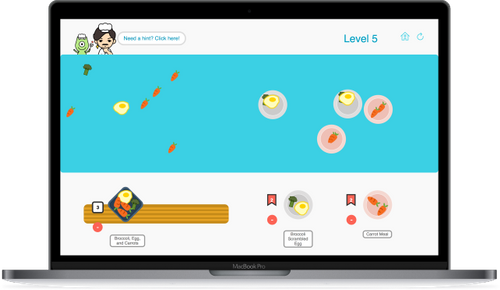 Need a hint? Click here!
Level 5
3
Broccoli, Egg,
and Carrots
Broccoli
Scrambled
Egg
Carrot Meal
MacBook Pro